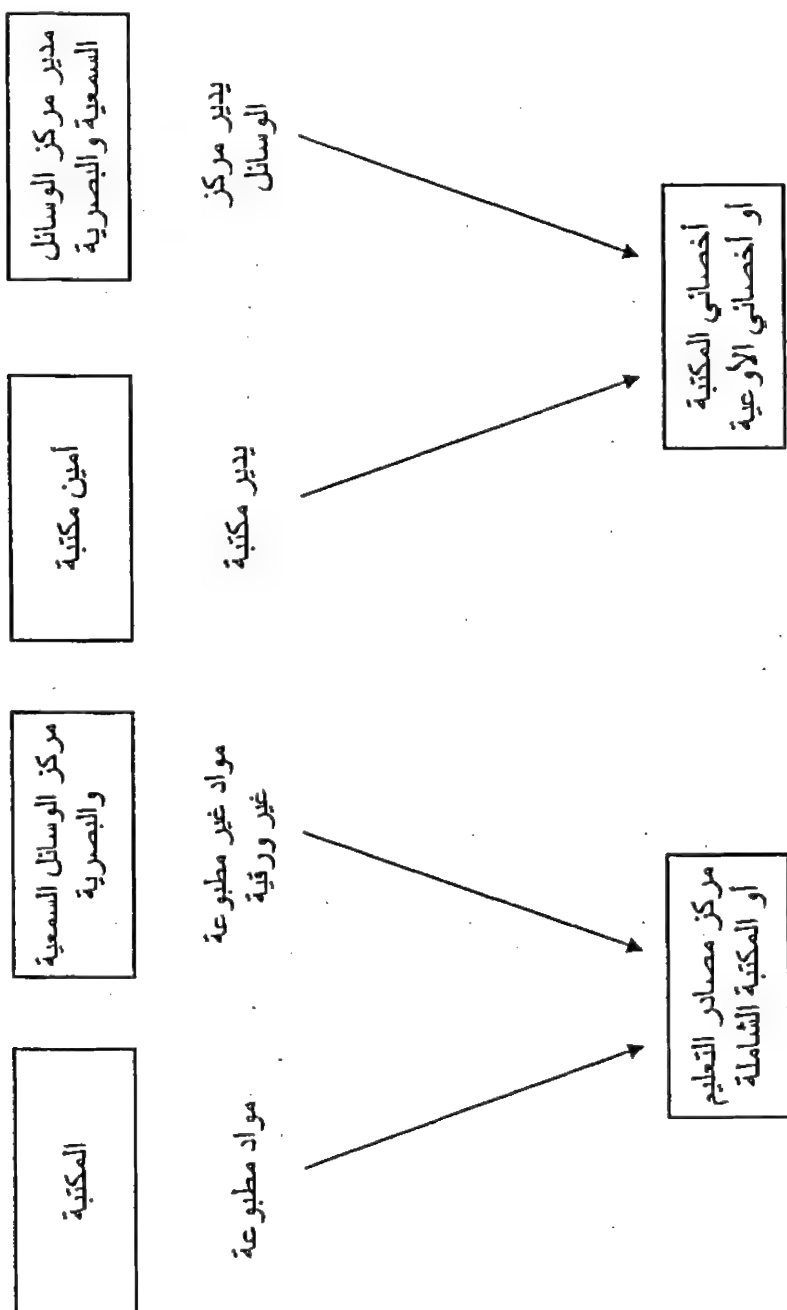 مدير مركز الوسائل
السمعية والبصرية
أمين مكتبة
مركز الوسائل السمعية
والبصرية
المكتبة
يدير مركز
الوسائل
يدير مكتبة
مواد غير مطبوعة
غير ورقية
مواد مطبوعة
أخصائي المكتبة
أو أخصائي الأوعية
مركز مصادر التعليم
أو المكتبة الشاملة